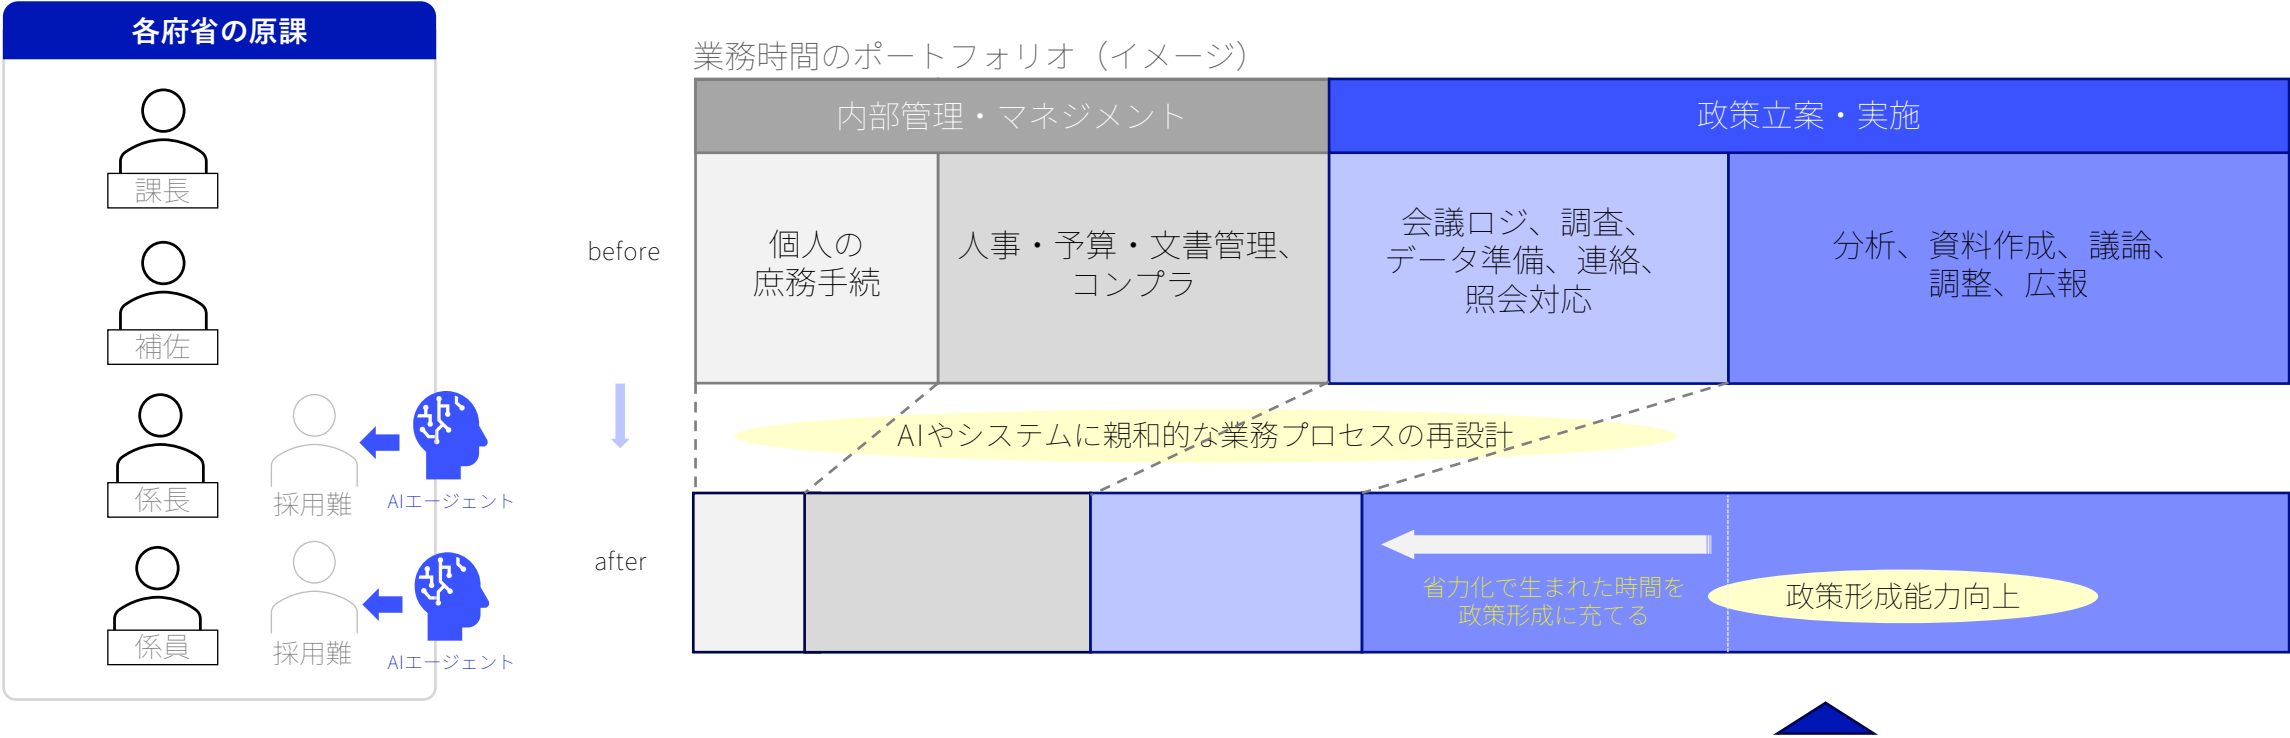 各府省の原課
課長
補佐
係長
採用難
AIエージェント
係員
採用難
AIエージェント
業務時間のポートフォリオ（イメージ）
内部管理・マネジメント
政策立案・実施
before
個人の
庶務手続
人事・予算・文書管理、
コンプラ
会議ロジ、調査、
データ準備、連絡、
照会対応
分析、資料作成、議論、
調整、広報
AIやシステムに親和的な業務プロセスの再設計
after
省力化で生まれた時間を
政策形成に充てる
政策形成能力向上